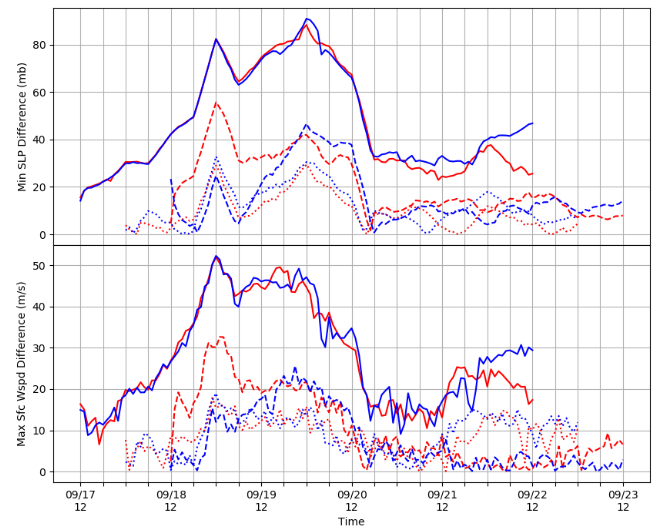 Min SLP Difference (mb)
80
60
40
20
0
Max Sfc Wspd Difference (m/s)
50
40
30
20
10
0
09/17 09/18 09/19 09/20 09/21 09/22 09/23
12 12 12 12 12 12 12
Time